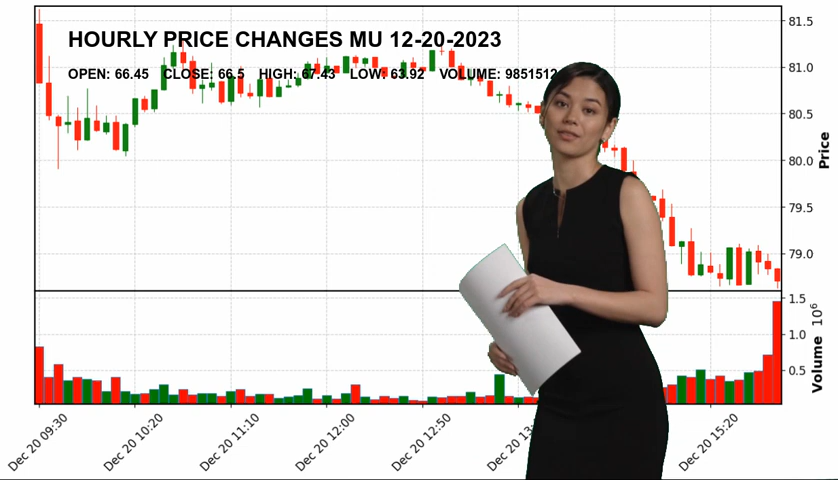 HOURLY PRICE CHANGES MU 12-20-2023
OPEN: 66.45 CLOSE: 66.5 HIGH: 67.43 LOW: 63.92 VOLUME: 9851512
81.5
81.0
80.5
80.0
79.5
79.0
Price
1.5
1.0
0.5
Volume 10^6
Dec 20 09:30
Dec 20 10:20
Dec 20 11:10
Dec 20 12:00
Dec 20 12:50
Dec 20 13:
Dec 20 15:20